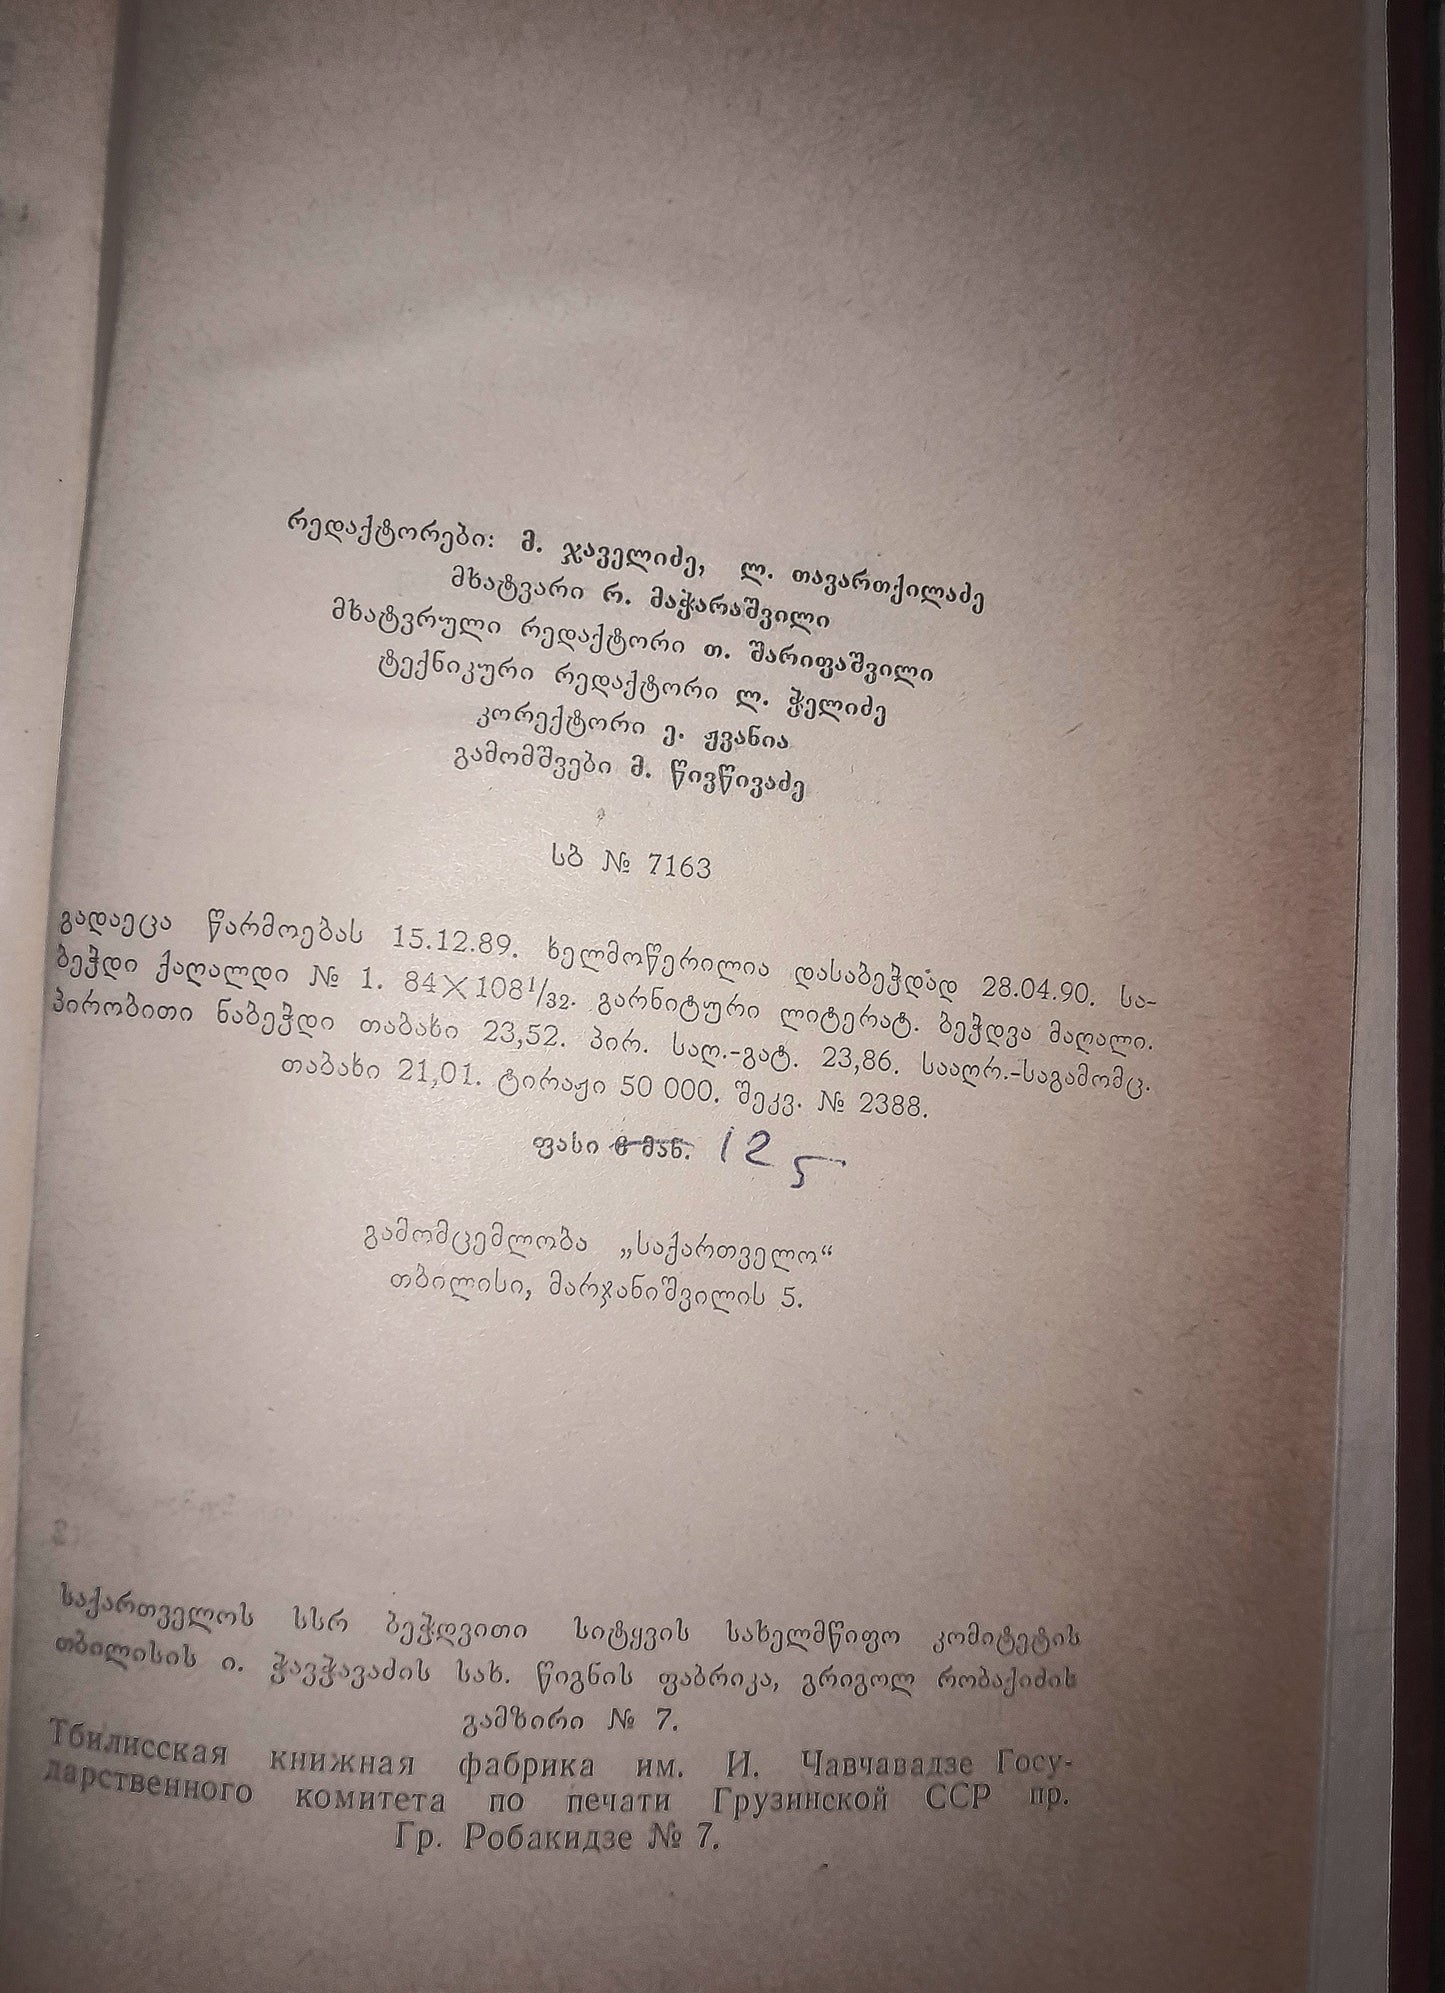 რედაქტორები: მ. ჯაველიძე, ლ. თავართქილაძე
მხატვარი რ. მაჭარაშვილი
მხატვრული რედაქტორი თ. შარიფაშვილი
ტექნიკური რედაქტორი ლ. ჭელიძე
კორექტორი ე. ჟვანია
გამომშვები მ. წივწივაძე
სბ № 7163
გადაეცა წარმოებას 15.12.89. ხელმოწერილია დასაბეჭდად 28.04.90. სა-
ბეჭდი ქაღალდი № 1. 84×108¹/₃₂. გარნიტური ლიტერატ. ბეჭდვა მაღალი.
პირობითი ნაბეჭდი თაბახი 23,52. პირ. საღ.-გატ. 23,86. სააღრ.-საგამომც.
თაბახი 21,01. ტირაჟი 50 000. შეკვ. № 2388.
ფასი მან. 12 5
გამომცემლობა „საქართველო“
თბილისი, მარჯანიშვილის 5.
საქართველოს სსრ ბეჭდვითი სიტყვის სახელმწიფო კომიტეტის
თბილისის ი. ჭავჭავაძის სახ. წიგნის ფაბრიკა, გრიგოლ რობაქიძის
გამზირი № 7.
Тбилисская книжная фабрика им. И. Чавчавадзе Госу-
дарственного комитета по печати Грузинской ССР пр.
Гр. Робакидзе № 7.